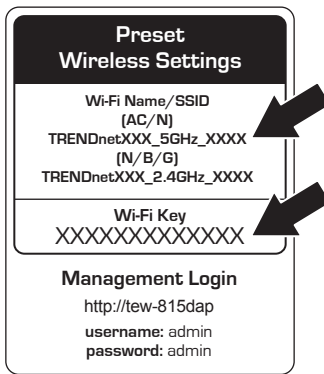 Preset
Wireless Settings
Wi-Fi Name/SSID
(AC/N)
TRENDnetXXX_5GHz_XXXX
(N/B/G)
TRENDnetXXX_2.4GHz_XXXX
Wi-Fi Key
XXXXXXXXXXXXX
Management Login
http://tew-815dap
username: admin
password: admin